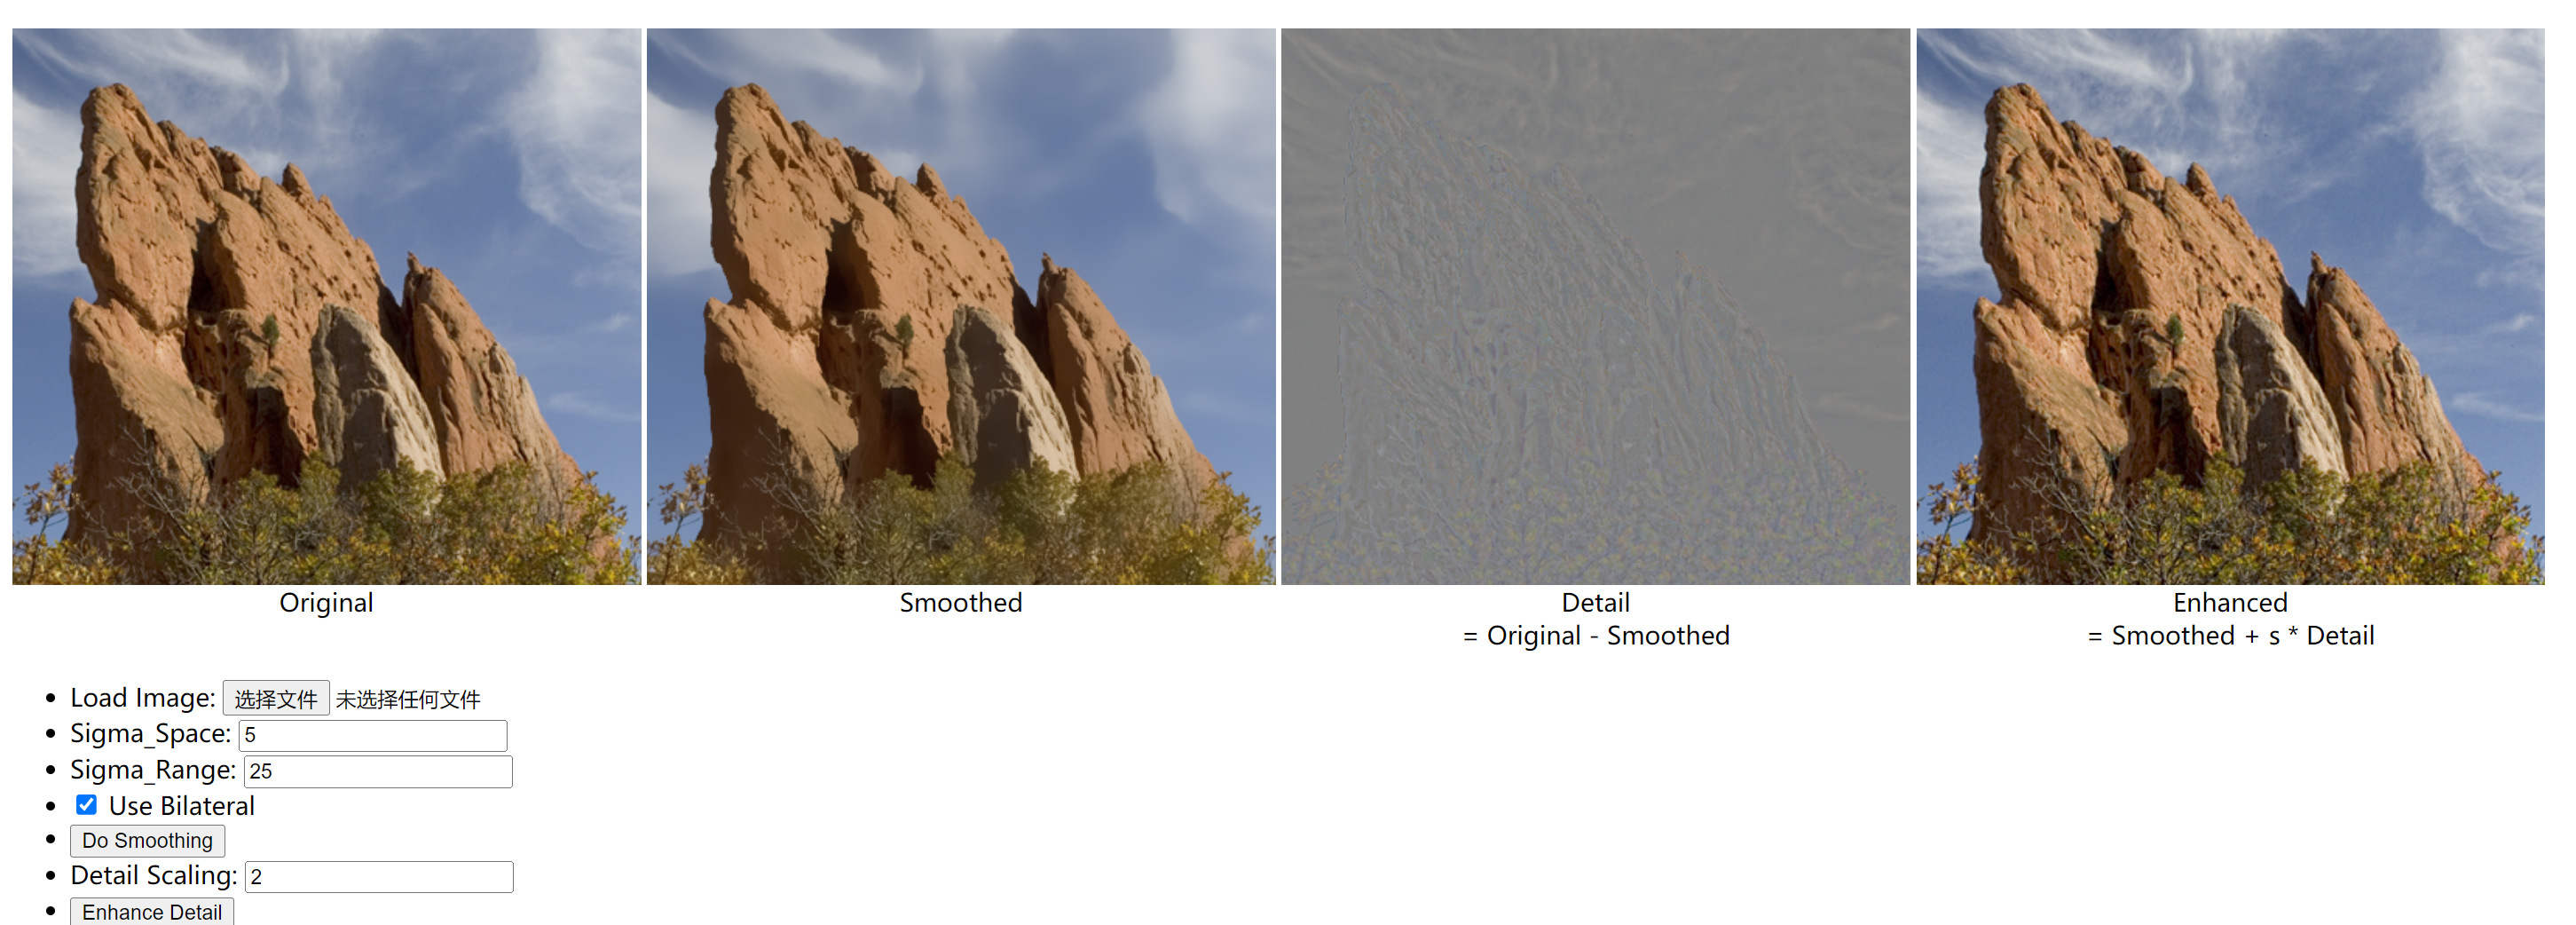 Original
Smoothed
Detail
= Original - Smoothed
Enhanced
= Smoothed + s * Detail
Load Image: 选择文件 未选择任何文件
Sigma_Space: 5
Sigma_Range: 25
Use Bilateral
Do Smoothing
Detail Scaling: 2
Enhance Detail